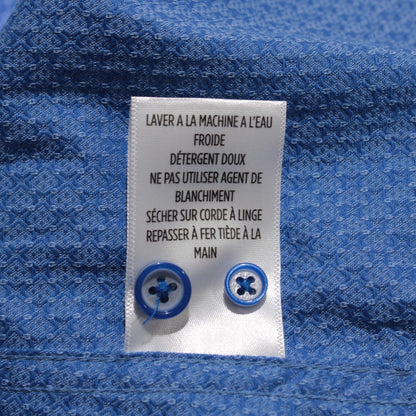 LAVER A LA MACHINE A L'EAU
FROIDE
DÉTERGENT DOUX
NE PAS UTILISER AGENT DE
BLANCHIMENT
SÉCHER SUR CORDE À LINGE
REPASSER À FER TIÈDE À LA
MAIN